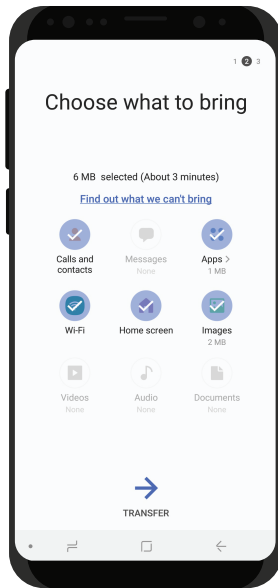 1 2 3
Choose what to bring
6 MB selected (About 3 minutes)
Find out what we can't bring
Calls and
contacts
Messages
None
Apps >
1 MB
Wi-Fi
Home screen
Images
2 MB
Videos
None
Audio
None
Documents
None
TRANSFER